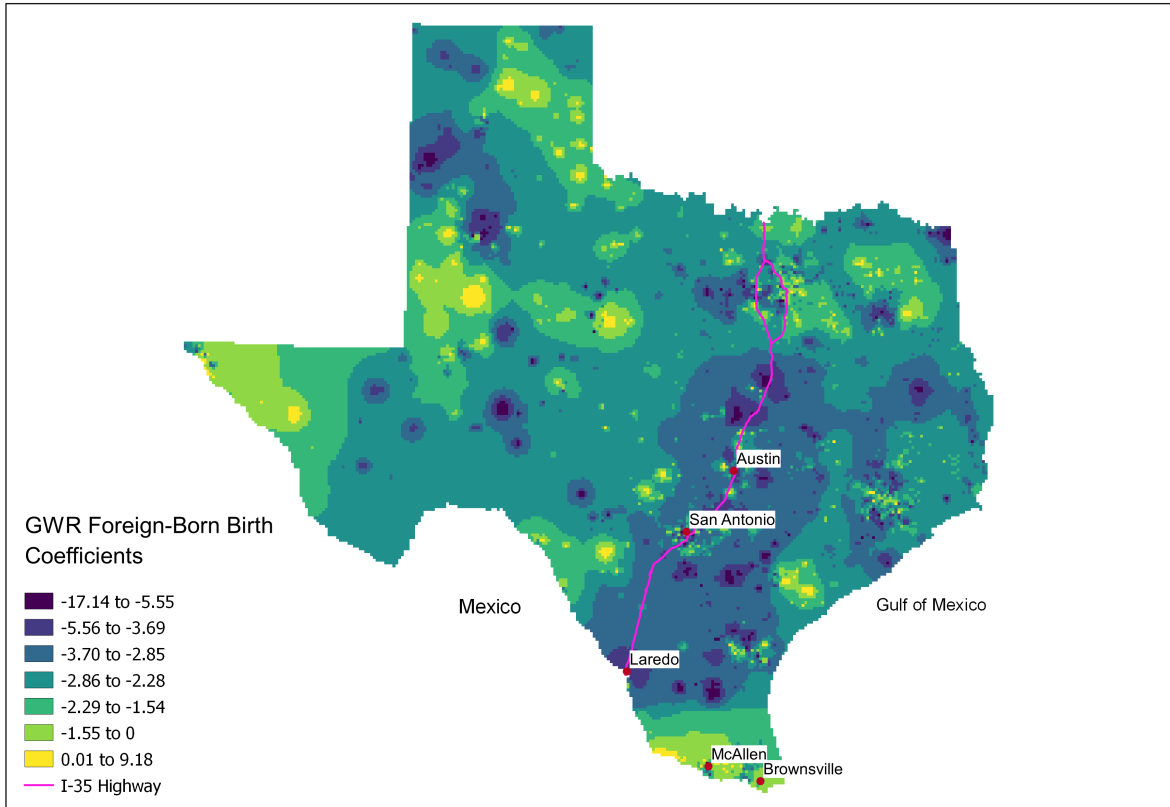 Austin
San Antonio
GWR Foreign-Born Birth
Coefficients
-17.14 to -5.55
-5.56 to -3.69
-3.70 to -2.85
-2.86 to -2.28
-2.29 to -1.54
-1.55 to 0
0.01 to 9.18
I-35 Highway
Mexico
Gulf of Mexico
Laredo
McAllen
Brownsville